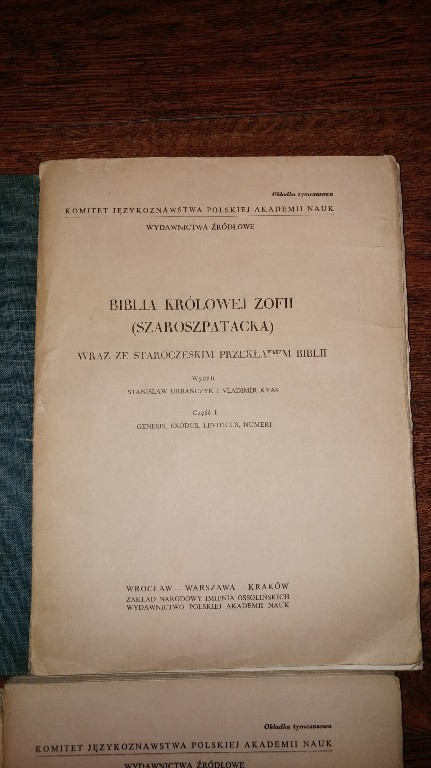 Okładka tymczasowa
KOMITET JĘZYKOZNAWSTWA POLSKIEJ AKADEMII NAUK
WYDAWNICTWA ŹRÓDŁOWE
BIBLIA KRÓLOWEJ ZOFII
(SZAROSZPATACKA)
WRAZ ZE STAROCZESKIM PRZEKŁADEM BIBLII
Wydali
STANISŁAW URBAŃCZYK I VLADIMÍR KYAS
Część I
GENESIS, EXODUS, LEVITICUS, NUMERI
WROCŁAW — WARSZAWA KRAKÓW
ZAKŁAD NARODOWY IMIENIA OSSOLIŃSKICH
WYDAWNICTWO POLSKIEJ AKADEMII NAUK
Okładka tymczasowa
KOMITET JĘZYKOZNAWSTWA POLSKIEJ AKADEMII NAUK
WYDAWNICTWA ŹRÓDŁOWE